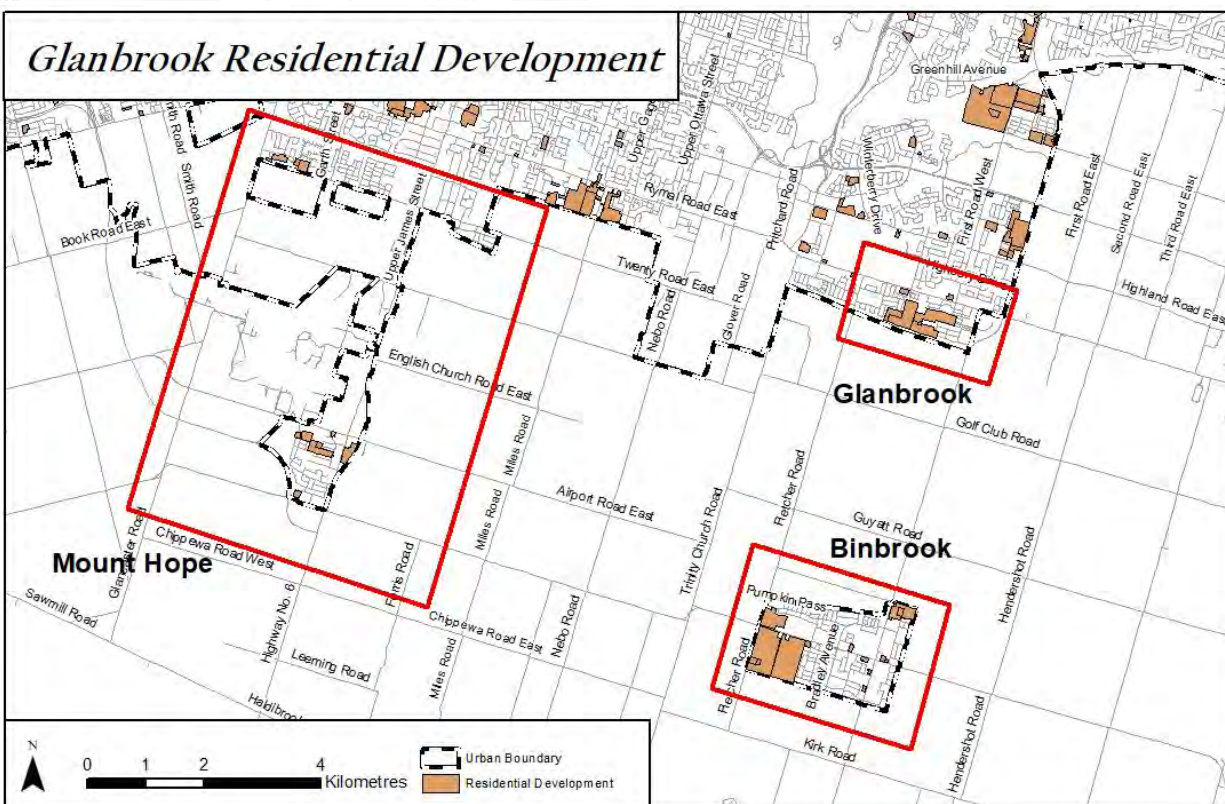 Glanbrook Residential Development
Greenhill Avenue
Garth Street
Smith Road
Upper Ottawa Street
Winterberry Drive
First Road West
First Road East
Second Road East
Third Road East
Rymal Road East
Pritchard Road
Book Road East
Upper James Street
Twenty Road East
Nebo Road
Glover Road
Highland Road East
English Church Road East
Glanbrook
Golf Club Road
Miles Road
Miles Road
Airport Road East
Trinity Church Road
Fletcher Road
Guyatt Road
Binbrook
Hendershot Road
Mount Hope
Glancaster Road
Chippewa Road West
Ferris Road
Sawmill Road
Highway No. 6
Chippewa Road East
Nebo Road
Pumpkin Pass
Fletcher Road
Bradley Avenue
Leeming Road
Miles Road
Hendershot Road
Kirk Road
N
0 1 2 4
Kilometres
Urban Boundary
Residential Development